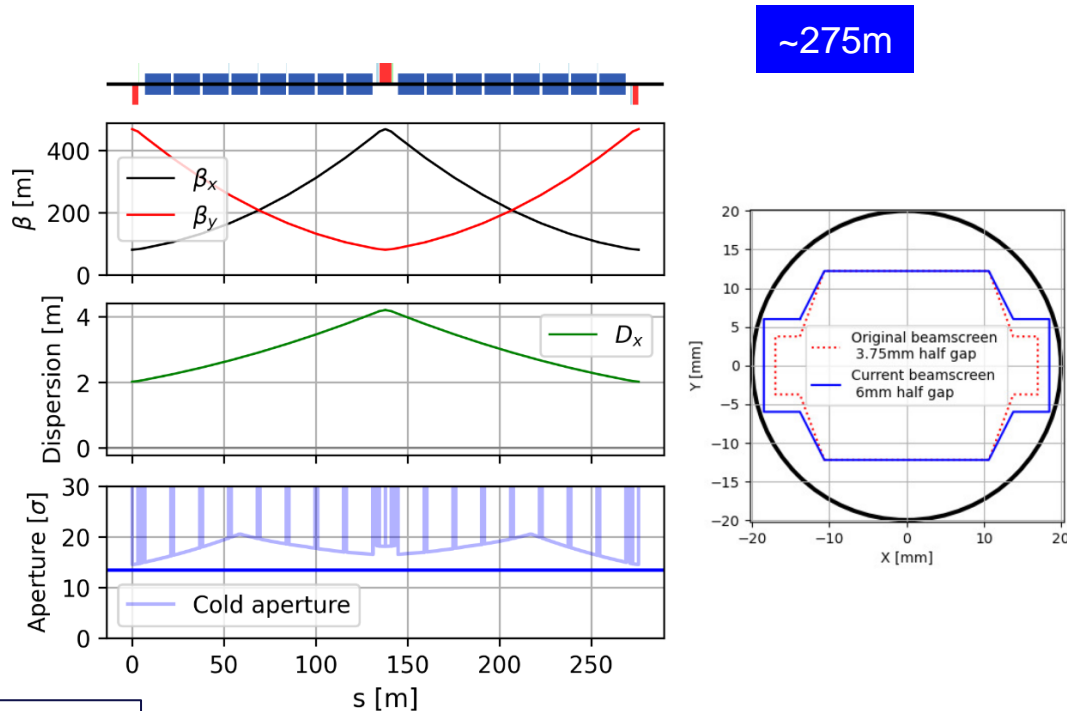 ~275m
β [m]
400
200
0
βx
βy
Dispersion [m]
4
2
0
Dx
Aperture [σ]
30
20
10
0
Cold aperture
0 50 100 150 200 250
s [m]
Y [mm]
20
15
10
5
0
−5
−10
−15
−20
Original beamscreen
3.75mm half gap
Current beamscreen
6mm half gap
−20 −10 0 10 20
X [mm]